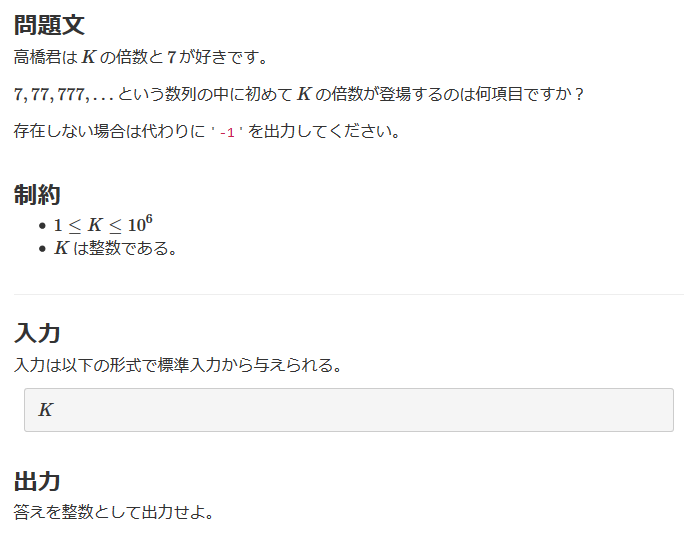 問題文
高橋君は K の倍数と 7 が好きです。
7, 77, 777, … という数列の中に初めて K の倍数が登場するのは何項目ですか？
存在しない場合は代わりに '-1' を出力してください。
制約
• 1 ≤ K ≤ 10⁶
• K は整数である。
入力
入力は以下の形式で標準入力から与えられる。
K
出力
答えを整数として出力せよ。